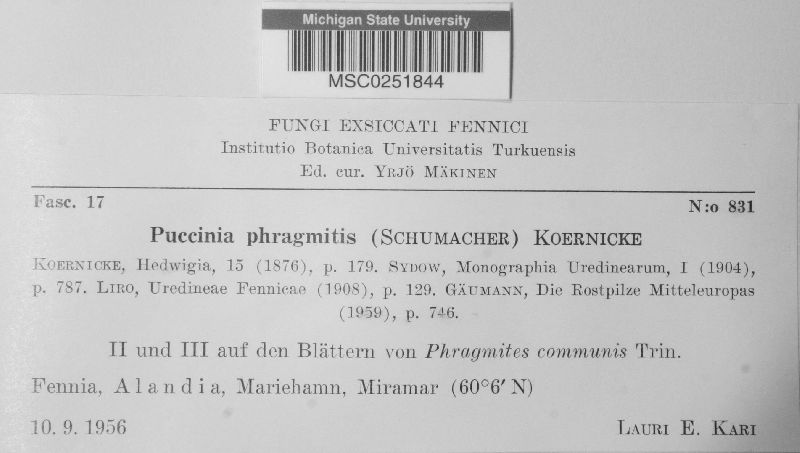 Michigan State University
MSC0251844
FUNGI EXSICCATI FENNICI
Institutio Botanica Universitatis Turkuensis
Ed. cur. YRJÖ MÄKINEN
Fasc. 17 N:o 831
Puccinia phragmitis (SCHUMACHER) KOERNICKE
KOERNICKE, Hedwigia, 15 (1876), p. 179. SYDOW, Monographia Uredinearum, I (1904),
p. 787. LIRO, Uredineae Fennicae (1908), p. 129. GÄUMANN, Die Rostpilze Mitteleuropas
(1959), p. 746.
II und III auf den Blättern von Phragmites communis Trin.
Fennia, Alandia, Mariehamn, Miramar (60°6′ N)
10. 9. 1956 LAURI E. KARI